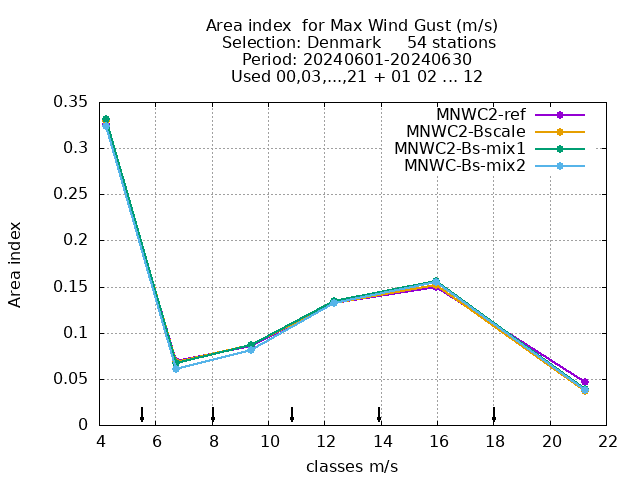 Area index  for Max Wind Gust (m/s)
Selection: Denmark     54 stations
Period: 20240601-20240630
Used 00,03,...,21 + 01 02 ... 12
MNWC2-ref
MNWC2-Bscale
MNWC2-Bs-mix1
MNWC-Bs-mix2
Area index
0.35
0.3
0.25
0.2
0.15
0.1
0.05
0
4 6 8 10 12 14 16 18 20 22
classes m/s